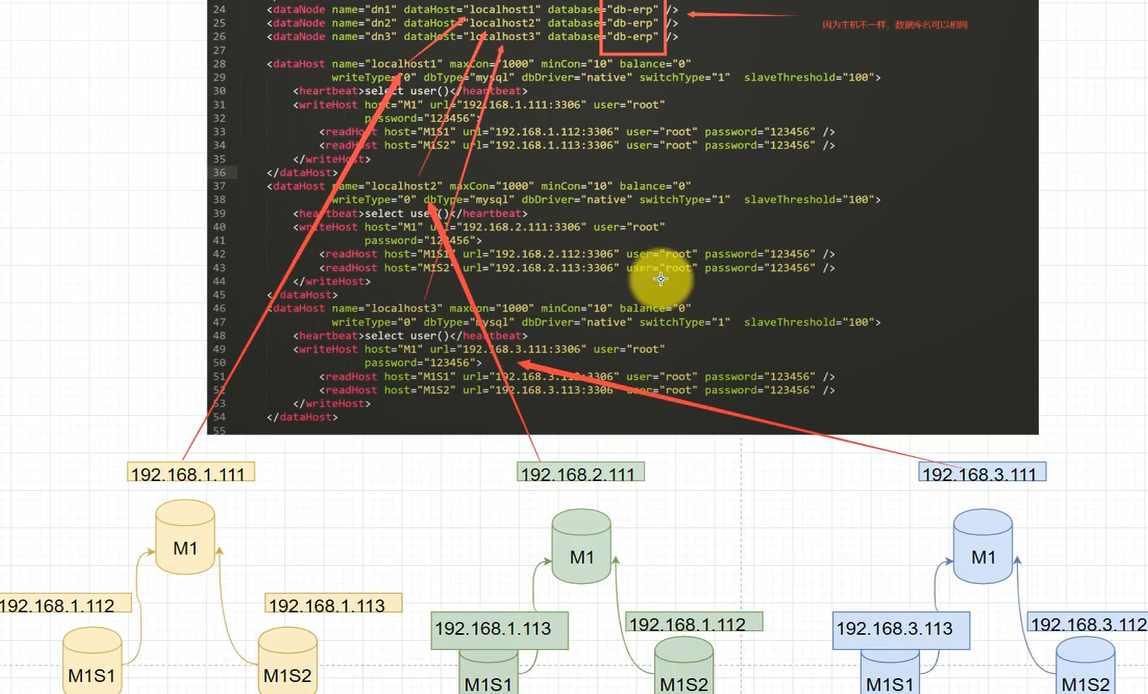 24 <dataNode name="dn1" dataHost="localhost1" database="db-erp" />
25 <dataNode name="dn2" dataHost="localhost2" database="db-erp" />
因为主机不一样，数据库名可以相同
26 <dataNode name="dn3" dataHost="localhost3" database="db-erp" />
27
28 <dataHost name="localhost1" maxCon="1000" minCon="10" balance="0"
29 writeType="0" dbType="mysql" dbDriver="native" switchType="1" slaveThreshold="100">
30 <heartbeat>select user()</heartbeat>
31 <writeHost host="M1" url="192.168.1.111:3306" user="root"
32 password="123456">
33 <readHost host="M1S1" url="192.168.1.112:3306" user="root" password="123456" />
34 <readHost host="M1S2" url="192.168.1.113:3306" user="root" password="123456" />
35 </writeHost>
36 </dataHost>
37 <dataHost name="localhost2" maxCon="1000" minCon="10" balance="0"
38 writeType="0" dbType="mysql" dbDriver="native" switchType="1" slaveThreshold="100">
39 <heartbeat>select user()</heartbeat>
40 <writeHost host="M1" url="192.168.2.111:3306" user="root"
41 password="123456">
42 <readHost host="M1S1" url="192.168.2.112:3306" user="root" password="123456" />
43 <readHost host="M1S2" url="192.168.2.113:3306" user="root" password="123456" />
44 </writeHost>
45 </dataHost>
46 <dataHost name="localhost3" maxCon="1000" minCon="10" balance="0"
47 writeType="0" dbType="mysql" dbDriver="native" switchType="1" slaveThreshold="100">
48 <heartbeat>select user()</heartbeat>
49 <writeHost host="M1" url="192.168.3.111:3306" user="root"
50 password="123456">
51 <readHost host="M1S1" url="192.168.3.112:3306" user="root" password="123456" />
52 <readHost host="M1S2" url="192.168.3.113:3306" user="root" password="123456" />
53 </writeHost>
54 </dataHost>
55
192.168.1.111
192.168.2.111
192.168.3.111
M1
M1
M1
192.168.1.112
192.168.1.113
192.168.1.113
192.168.1.112
192.168.3.113
192.168.3.112
M1S1
M1S2
M1S1
M1S2
M1S1
M1S2